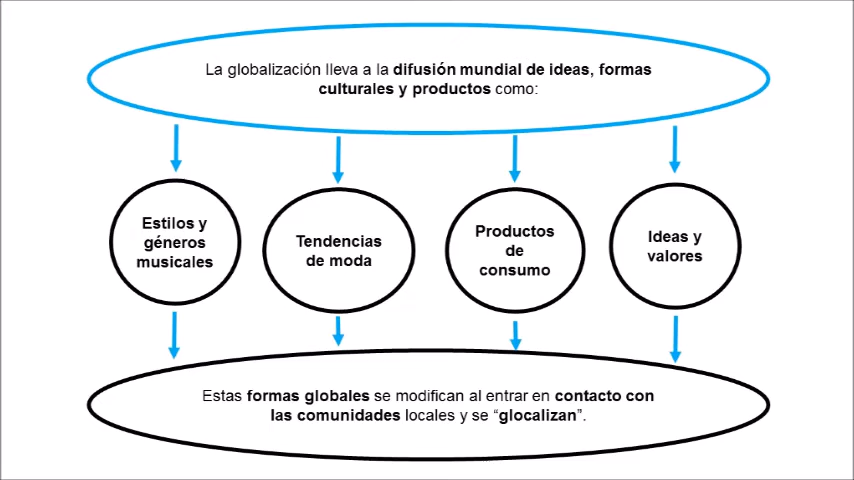 La globalización lleva a la difusión mundial de ideas, formas
culturales y productos como:
Estilos y
géneros
musicales
Tendencias
de moda
Productos
de
consumo
Ideas y
valores
Estas formas globales se modifican al entrar en contacto con
las comunidades locales y se “glocalizan”.